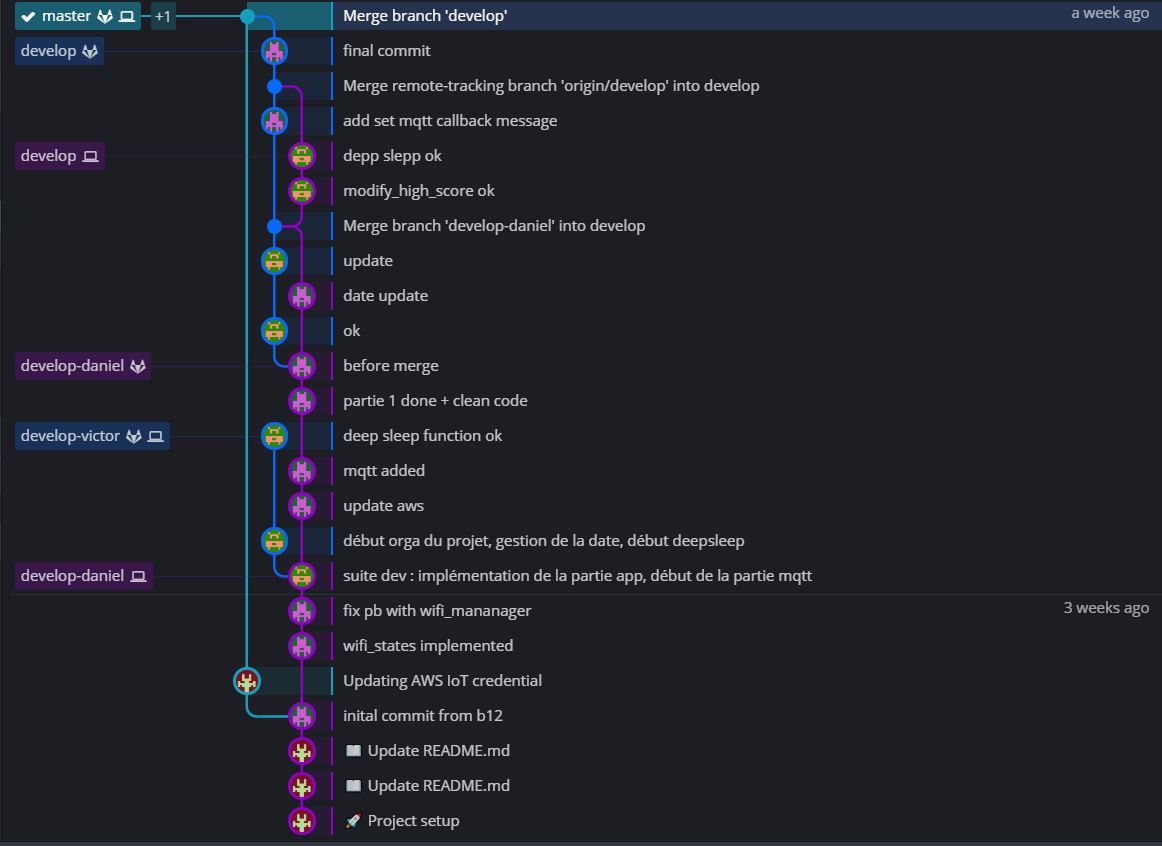 master +1 Merge branch 'develop' a week ago
develop final commit
Merge remote-tracking branch 'origin/develop' into develop
add set mqtt callback message
develop depp slepp ok
modify_high_score ok
Merge branch 'develop-daniel' into develop
update
date update
ok
develop-daniel before merge
partie 1 done + clean code
develop-victor deep sleep function ok
mqtt added
update aws
début orga du projet, gestion de la date, début deepsleep
develop-daniel suite dev : implémentation de la partie app, début de la partie mqtt
fix pb with wifi_mananager 3 weeks ago
wifi_states implemented
Updating AWS IoT credential
inital commit from b12
📖 Update README.md
📖 Update README.md
🚀 Project setup